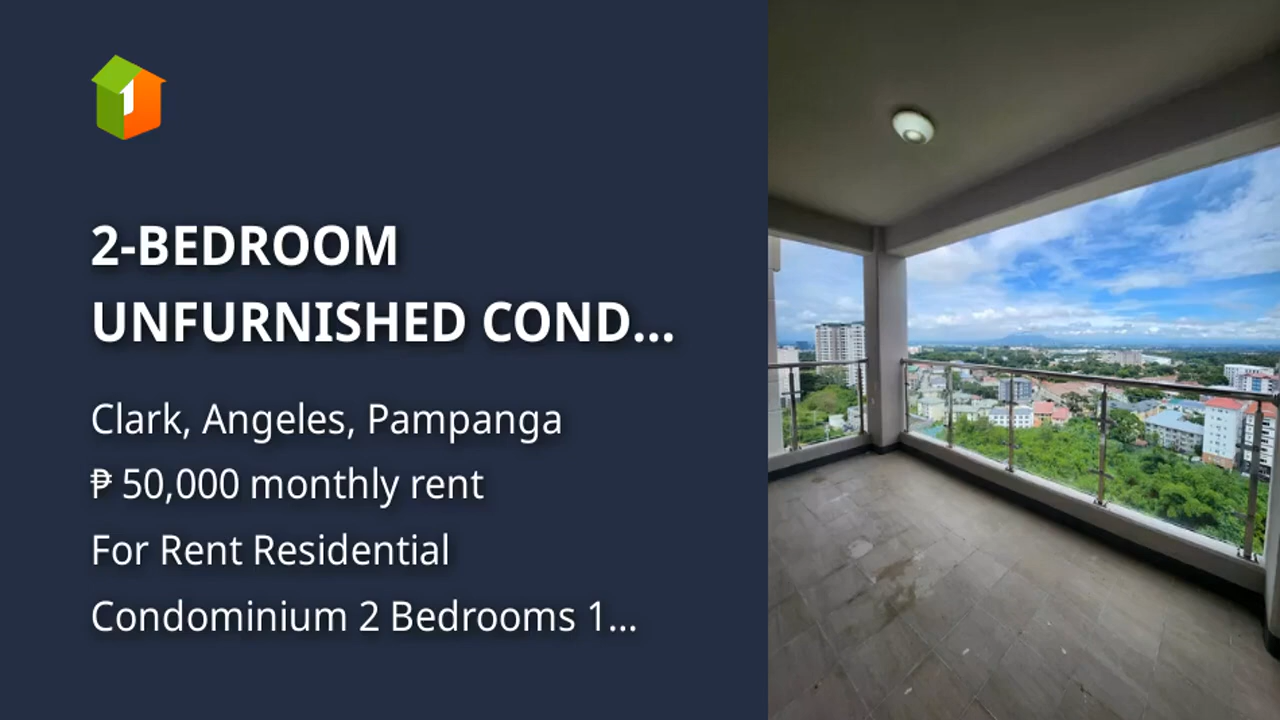 2-BEDROOM
UNFURNISHED COND...
Clark, Angeles, Pampanga
₱ 50,000 monthly rent
For Rent Residential
Condominium 2 Bedrooms 1...